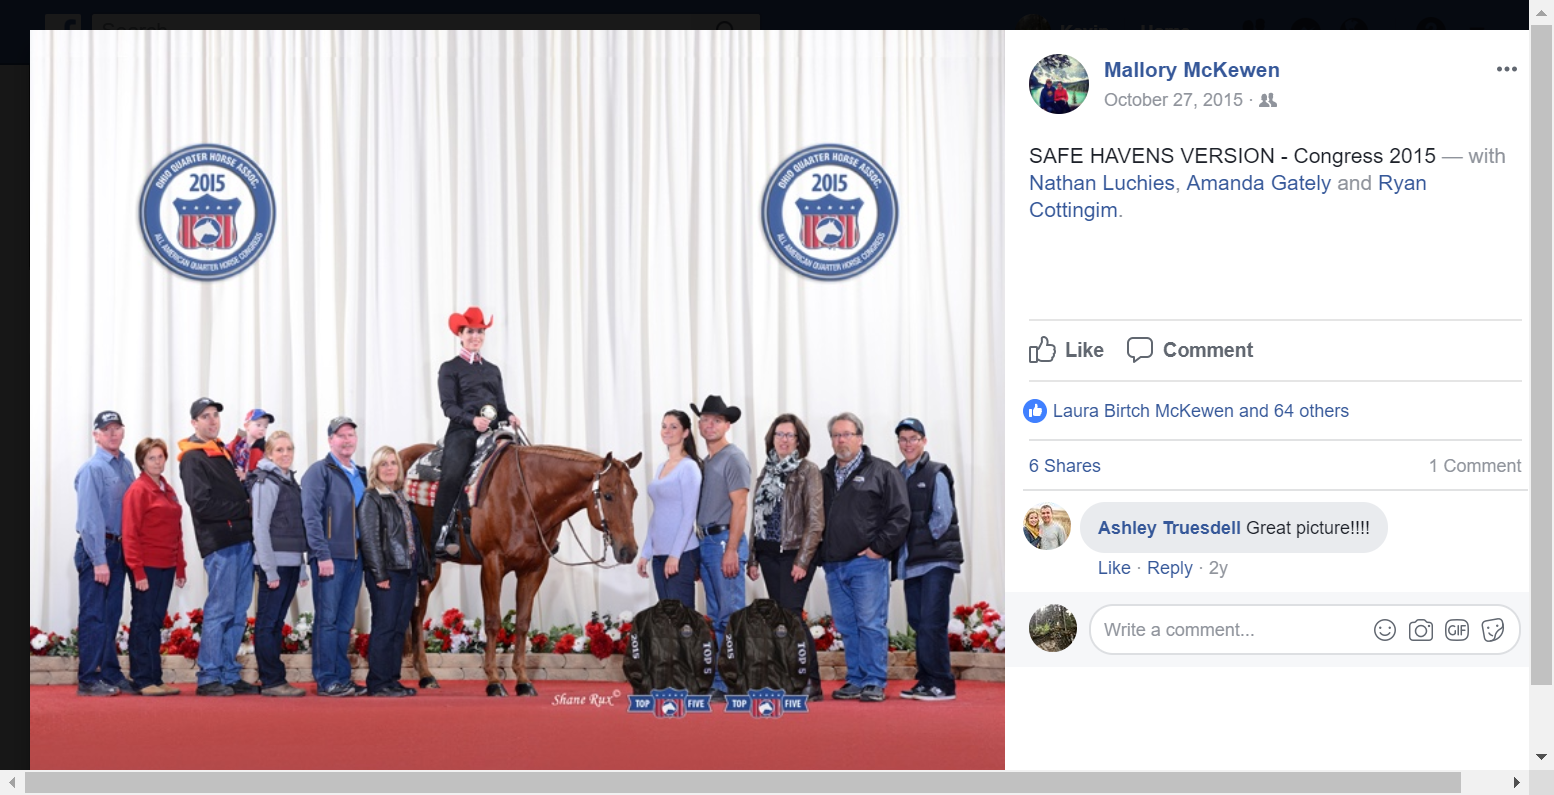 Search
Home
OHIO QUARTER HORSE ASSOC.
2015
ALL AMERICAN QUARTER HORSE CONGRESS
OHIO QUARTER HORSE ASSOC.
2015
ALL AMERICAN QUARTER HORSE CONGRESS
2015
TOP 5
2015
TOP 5
Shane Rux©
TOP FIVE
TOP FIVE
Mallory McKewen
October 27, 2015 ·
SAFE HAVENS VERSION - Congress 2015 — with
Nathan Luchies, Amanda Gately and Ryan
Cottingim.
Like Comment
Laura Birtch McKewen and 64 others
6 Shares 1 Comment
Ashley Truesdell Great picture!!!!
Like · Reply · 2y
Write a comment...
GIF